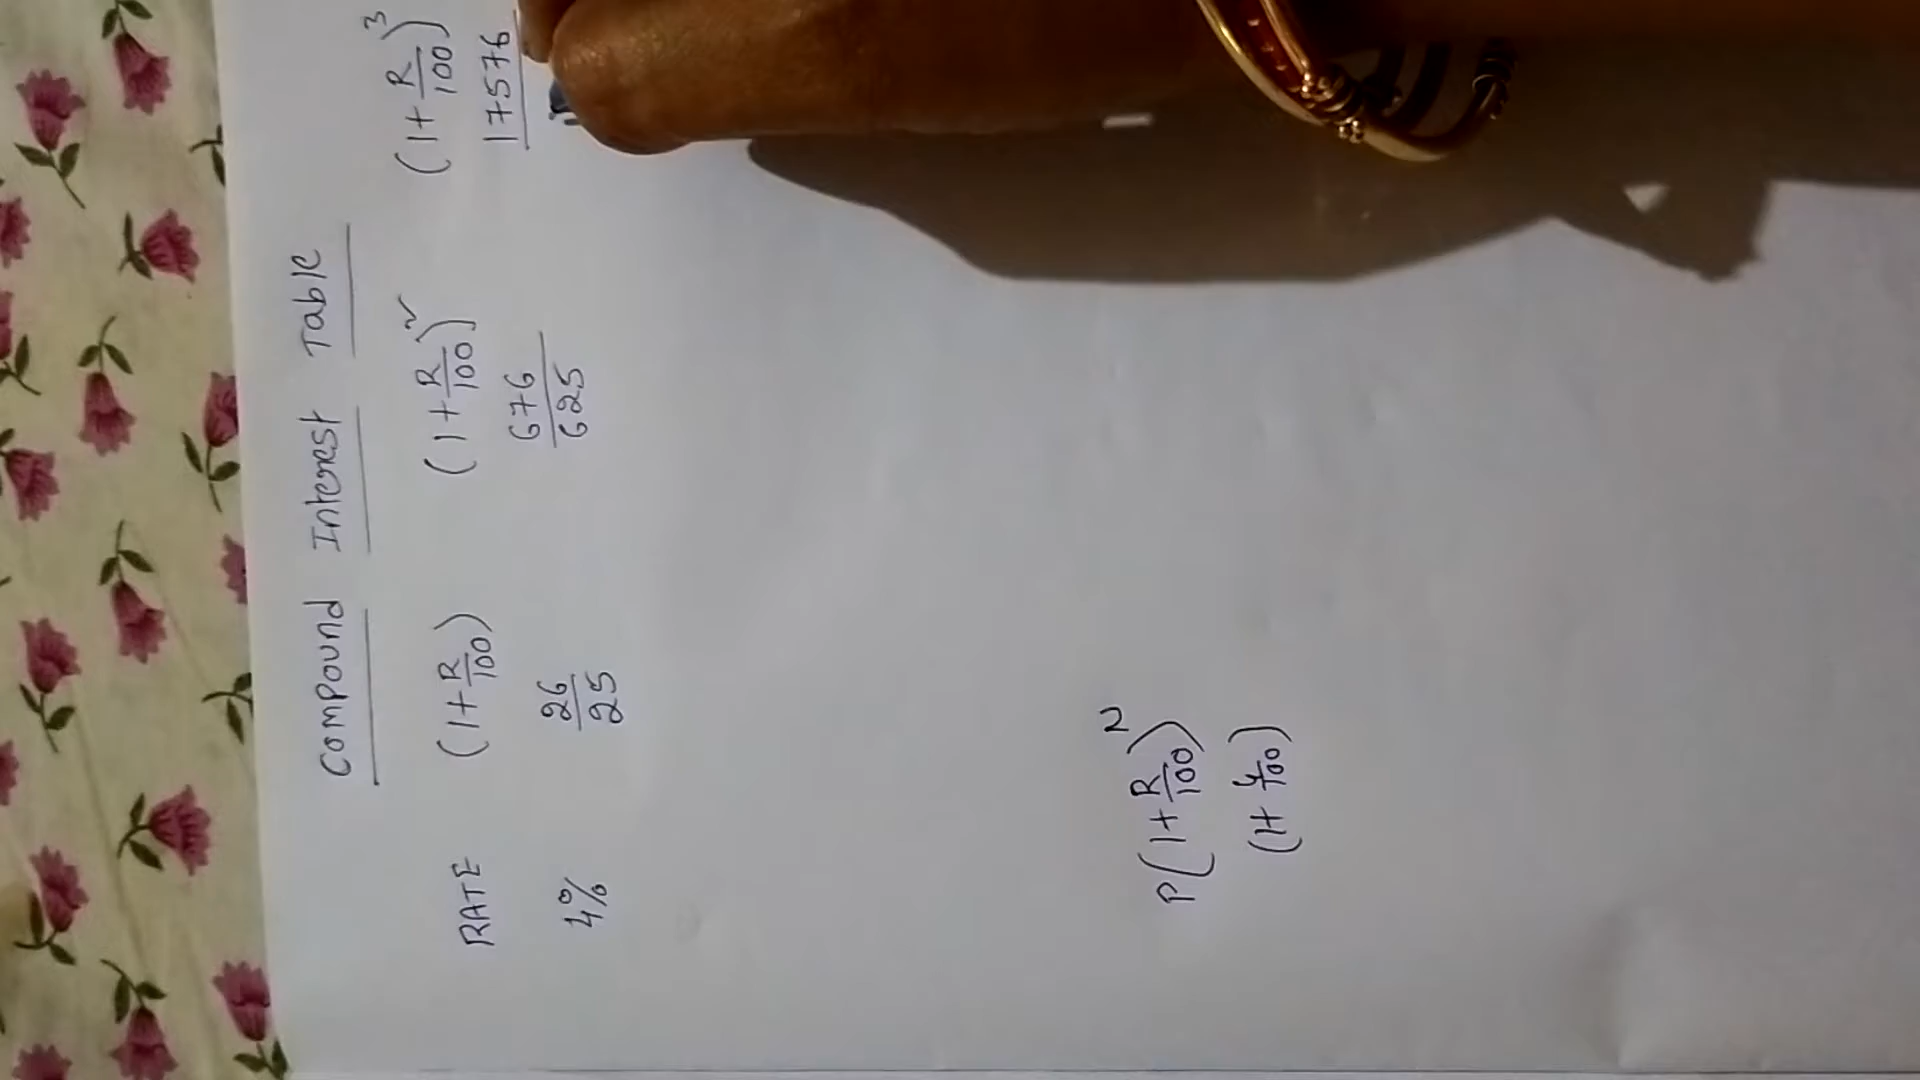 Compound Interest Table
RATE (1+R/100) (1+R/100)² (1+R/100)³
4% 26/25 676/625 17576
P(1+R/100)^N
(1+4/100)